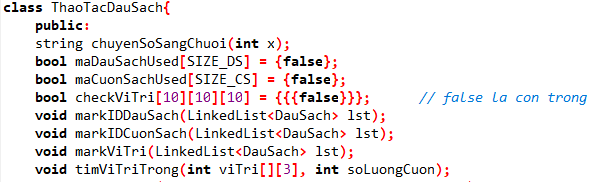 class ThaoTacDauSach{
public:
string chuyenSoSangChuoi(int x);
bool maDauSachUsed[SIZE_DS] = {false};
bool maCuonSachUsed[SIZE_CS] = {false};
bool checkViTri[10][10][10] = {{{false}}}; // false la con trong
void markIDDauSach(LinkedList<DauSach> lst);
void markIDCuonSach(LinkedList<DauSach> lst);
void markViTri(LinkedList<DauSach> lst);
void timViTriTrong(int viTri[][3], int soLuongCuon);